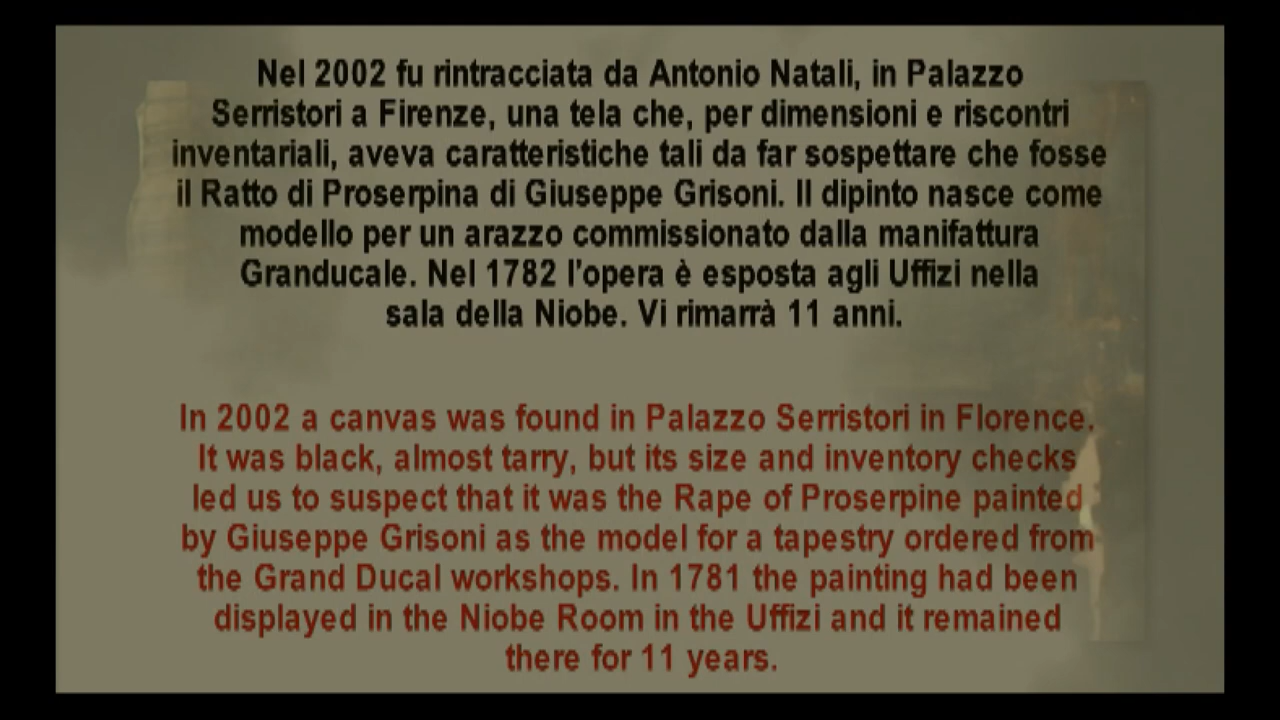 Nel 2002 fu rintracciata da Antonio Natali, in Palazzo
Serristori a Firenze, una tela che, per dimensioni e riscontri
inventariali, aveva caratteristiche tali da far sospettare che fosse
il Ratto di Proserpina di Giuseppe Grisoni. Il dipinto nasce come
modello per un arazzo commissionato dalla manifattura
Granducale. Nel 1782 l'opera è esposta agli Uffizi nella
sala della Niobe. Vi rimarrà 11 anni.
In 2002 a canvas was found in Palazzo Serristori in Florence.
It was black, almost tarry, but its size and inventory checks
led us to suspect that it was the Rape of Proserpine painted
by Giuseppe Grisoni as the model for a tapestry ordered from
the Grand Ducal workshops. In 1781 the painting had been
displayed in the Niobe Room in the Uffizi and it remained
there for 11 years.